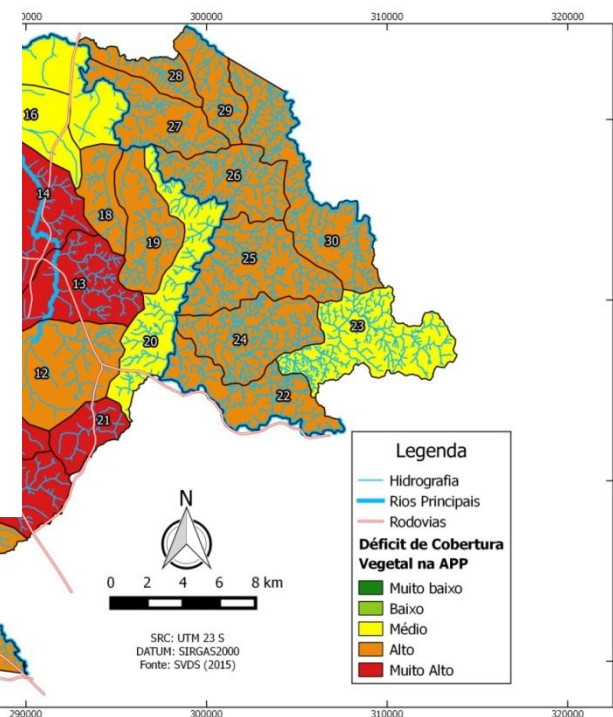 0
300000
310000
320000
28
16
29
27
14
26
18
19
30
25
13
23
20
24
12
22
21
Legenda
Hidrografia
Rios Principais
Rodovias
Déficit de Cobertura
Vegetal na APP
Muito baixo
Baixo
Médio
Alto
Muito Alto
N
0 2 4 6 8 km
SRC: UTM 23 S
DATUM: SIRGAS2000
Fonte: SVDS (2015)
290000
300000
310000
320000